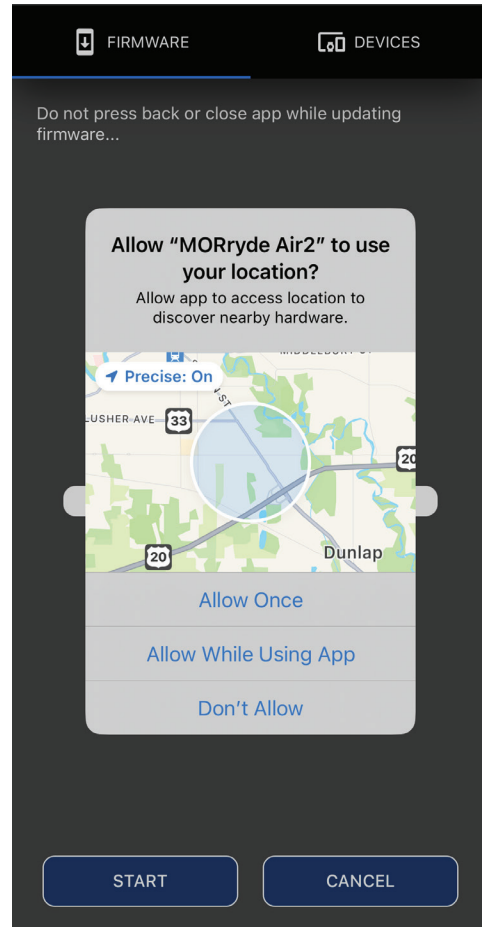 FIRMWARE
DEVICES
Do not press back or close app while updating
firmware...
Allow “MORryde Air2” to use
your location?
Allow app to access location to
discover nearby hardware.
Precise: On
LUSHER AVE
33
20
20
Dunlap
Allow Once
Allow While Using App
Don’t Allow
START
CANCEL